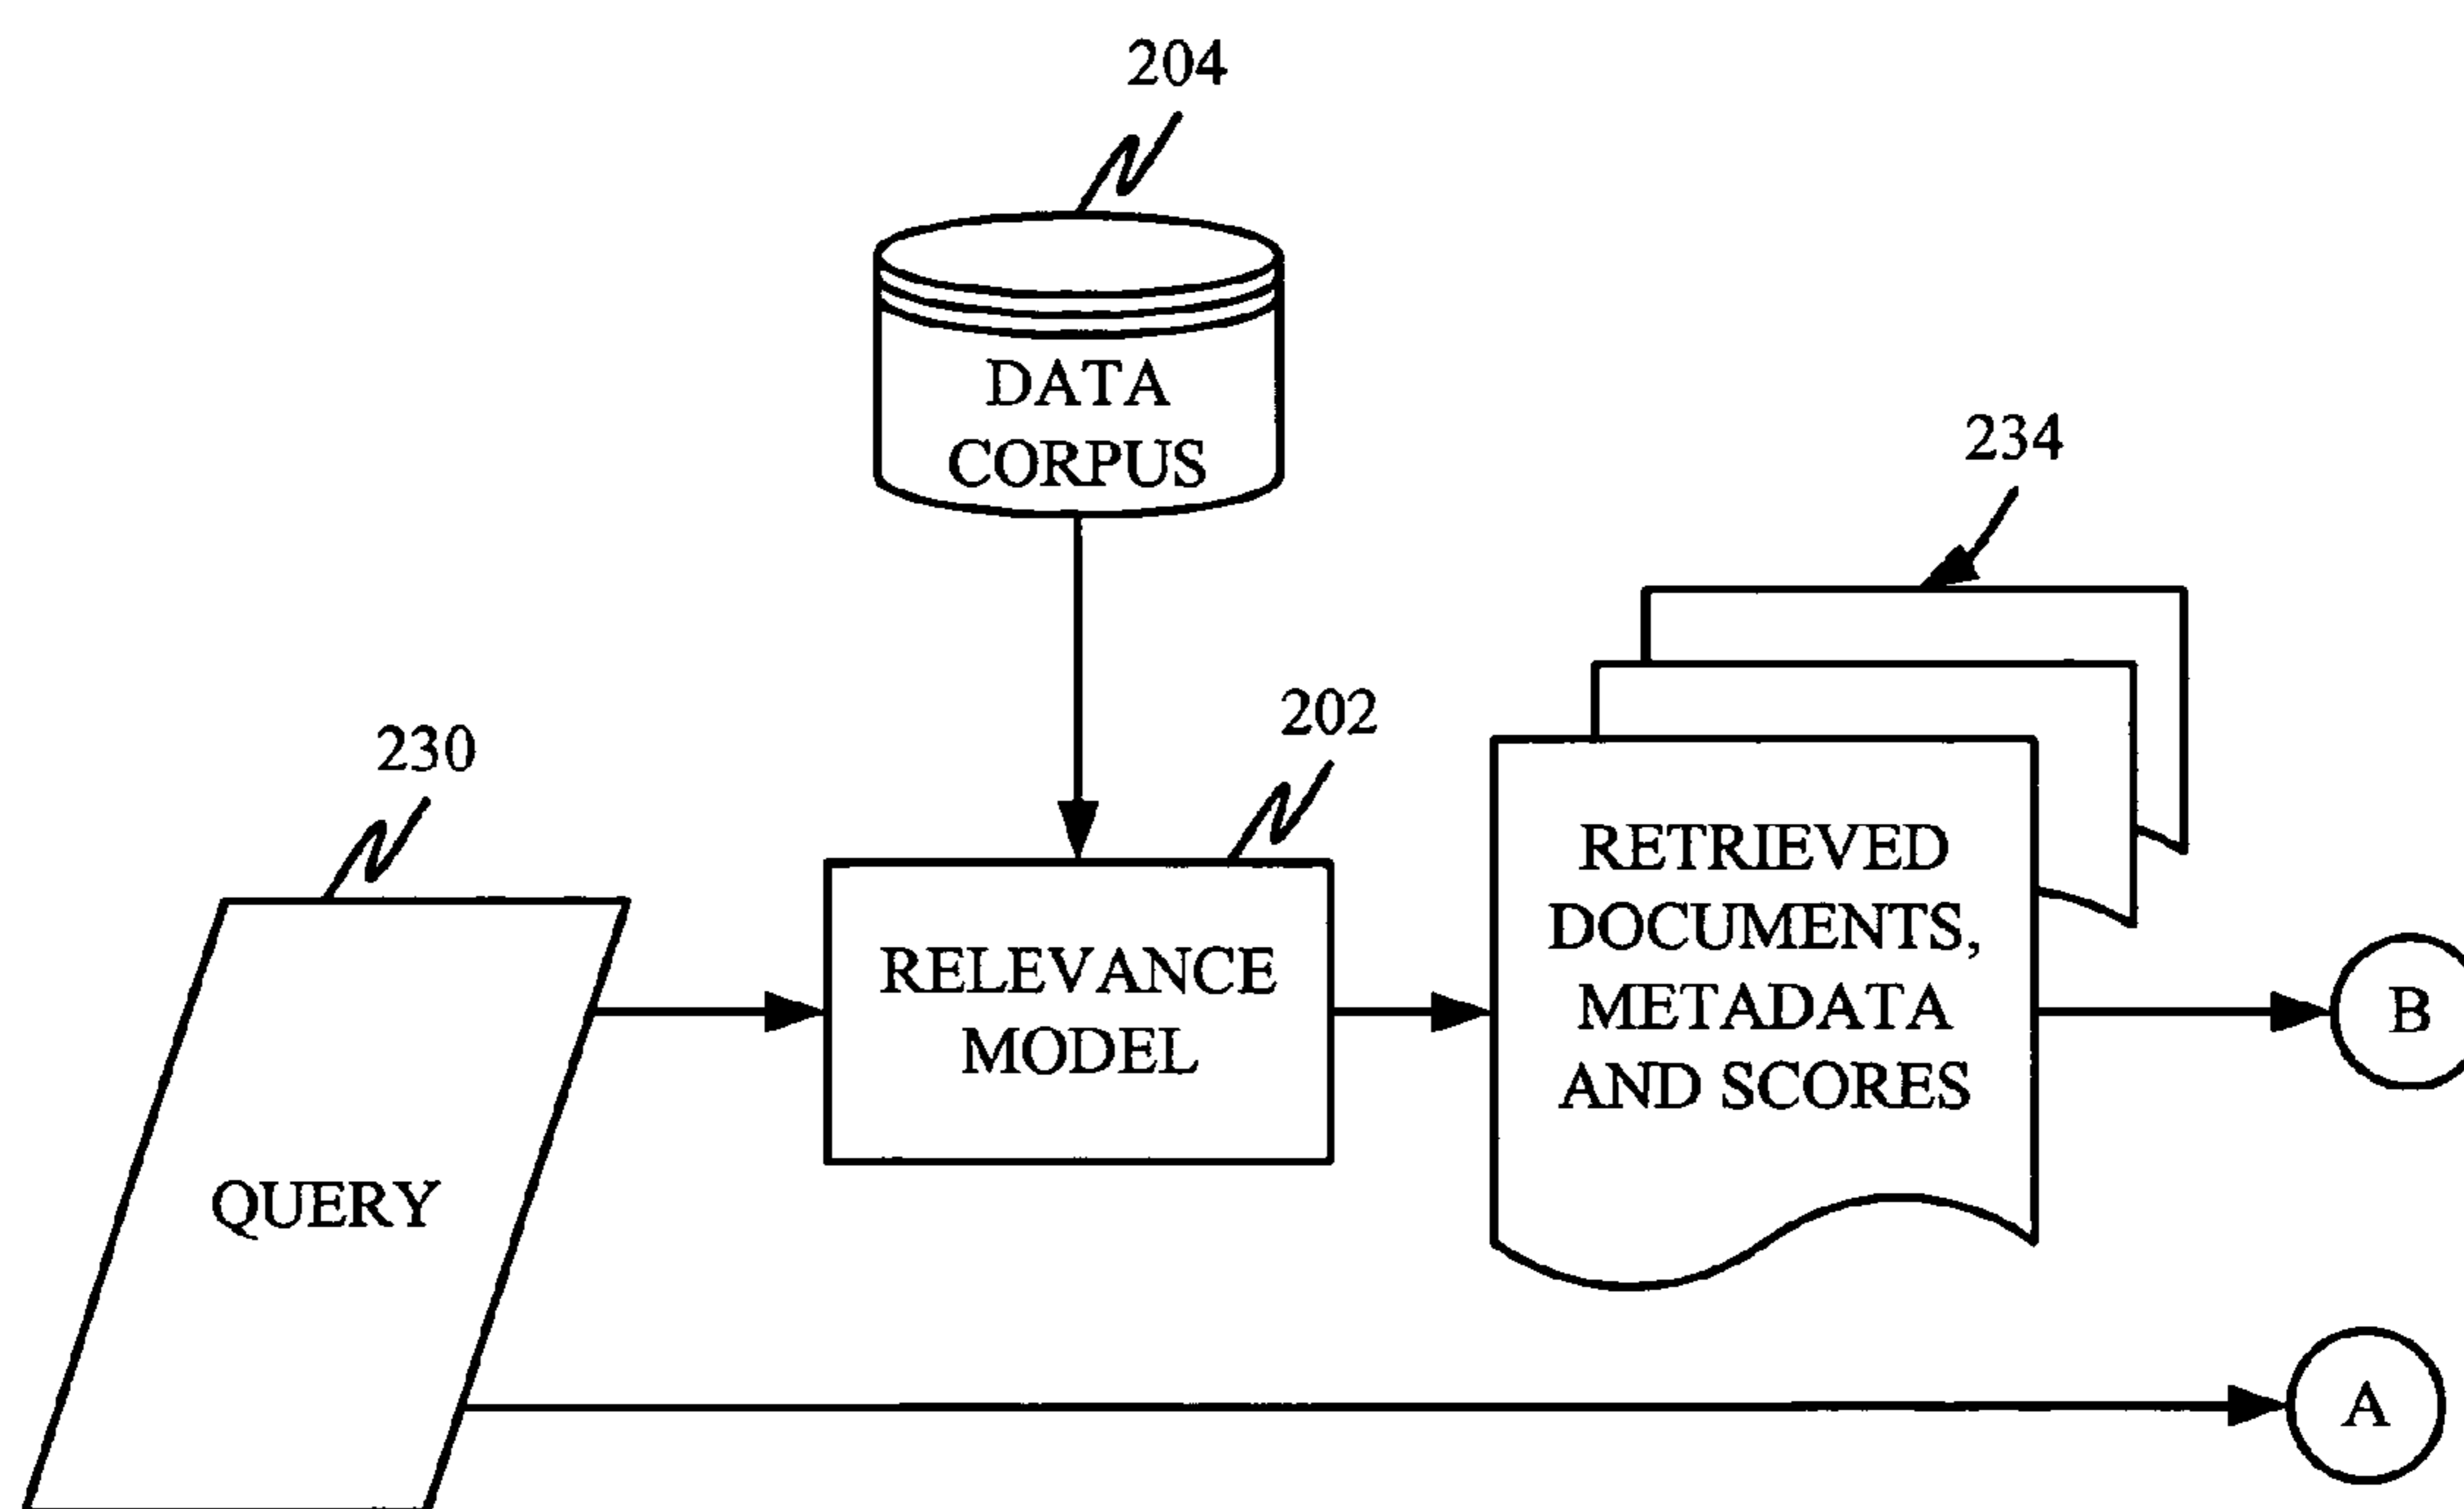 204
DATA
CORPUS
234
202
230
RETRIEVED
DOCUMENTS,
METADATA
AND SCORES
RELEVANCE
MODEL
B
QUERY
A